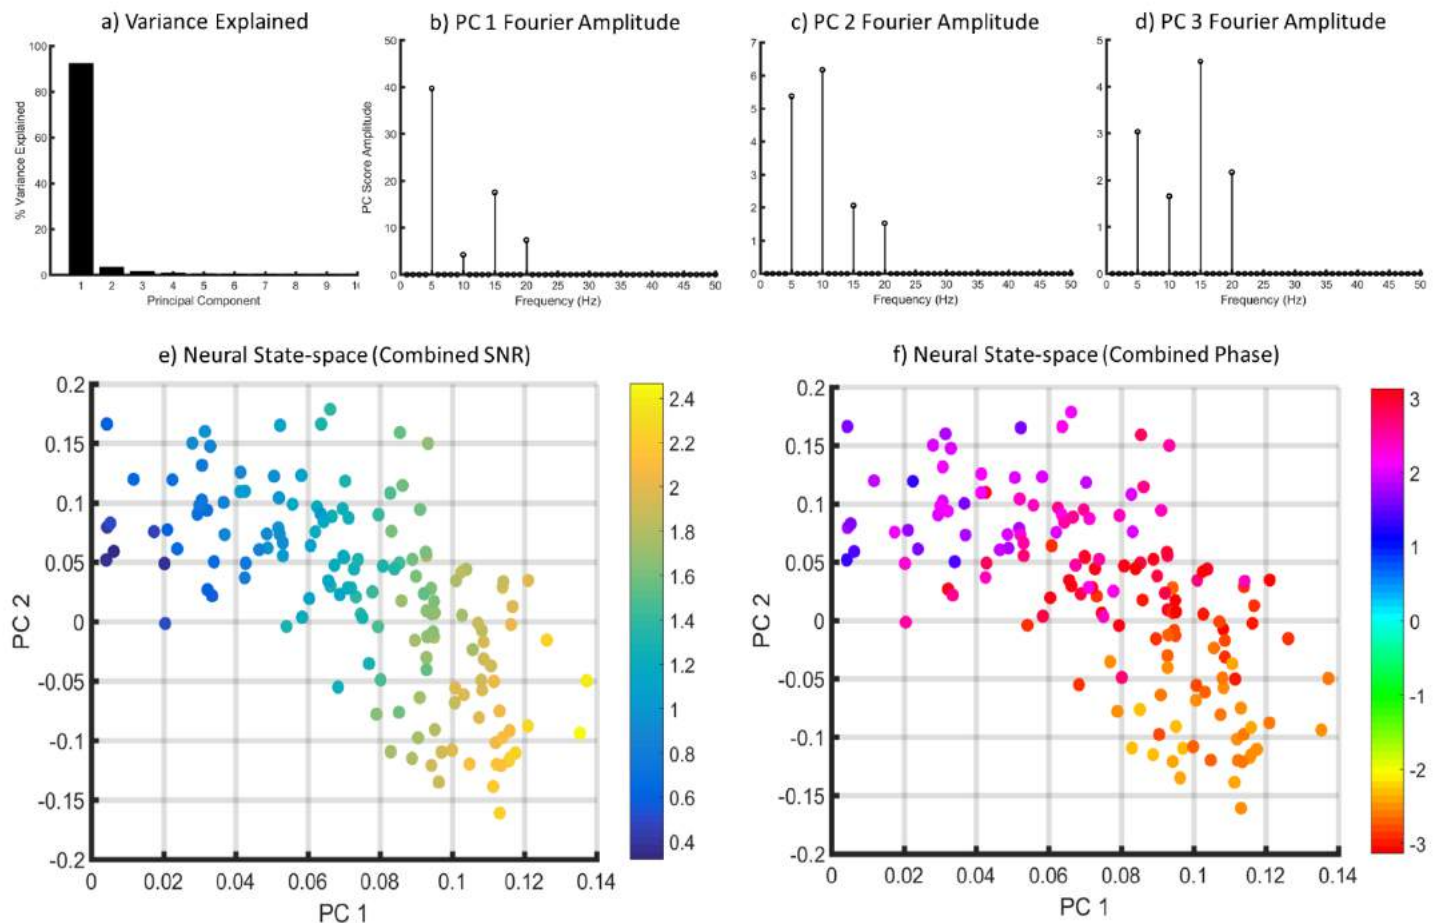 a) Variance Explained
b) PC 1 Fourier Amplitude
c) PC 2 Fourier Amplitude
d) PC 3 Fourier Amplitude
% Variance Explained
100
80
60
40
20
0
1 2 3 4 5 6 7 8 9 1
Principal Component
PC Score Amplitude
50
40
30
20
10
0
0 5 10 15 20 25 30 35 40 45 50
Frequency (Hz)
7
6
5
4
3
2
1
0
0 5 10 15 20 25 30 35 40 45 50
Frequency (Hz)
5
4
3
2
1
0
0 5 10 15 20 25 30 35 40 45 50
Frequency (Hz)
e) Neural State-space (Combined SNR)
PC 2
0.2
0.15
0.1
0.05
0
-0.05
-0.1
-0.15
-0.2
0 0.02 0.04 0.06 0.08 0.1 0.12 0.14
PC 1
2.4
2.2
2
1.8
1.6
1.4
1.2
1
0.8
0.6
0.4
f) Neural State-space (Combined Phase)
PC 2
0.2
0.15
0.1
0.05
0
-0.05
-0.1
-0.15
-0.2
0 0.02 0.04 0.06 0.08 0.1 0.12 0.14
PC 1
3
2
1
0
-1
-2
-3